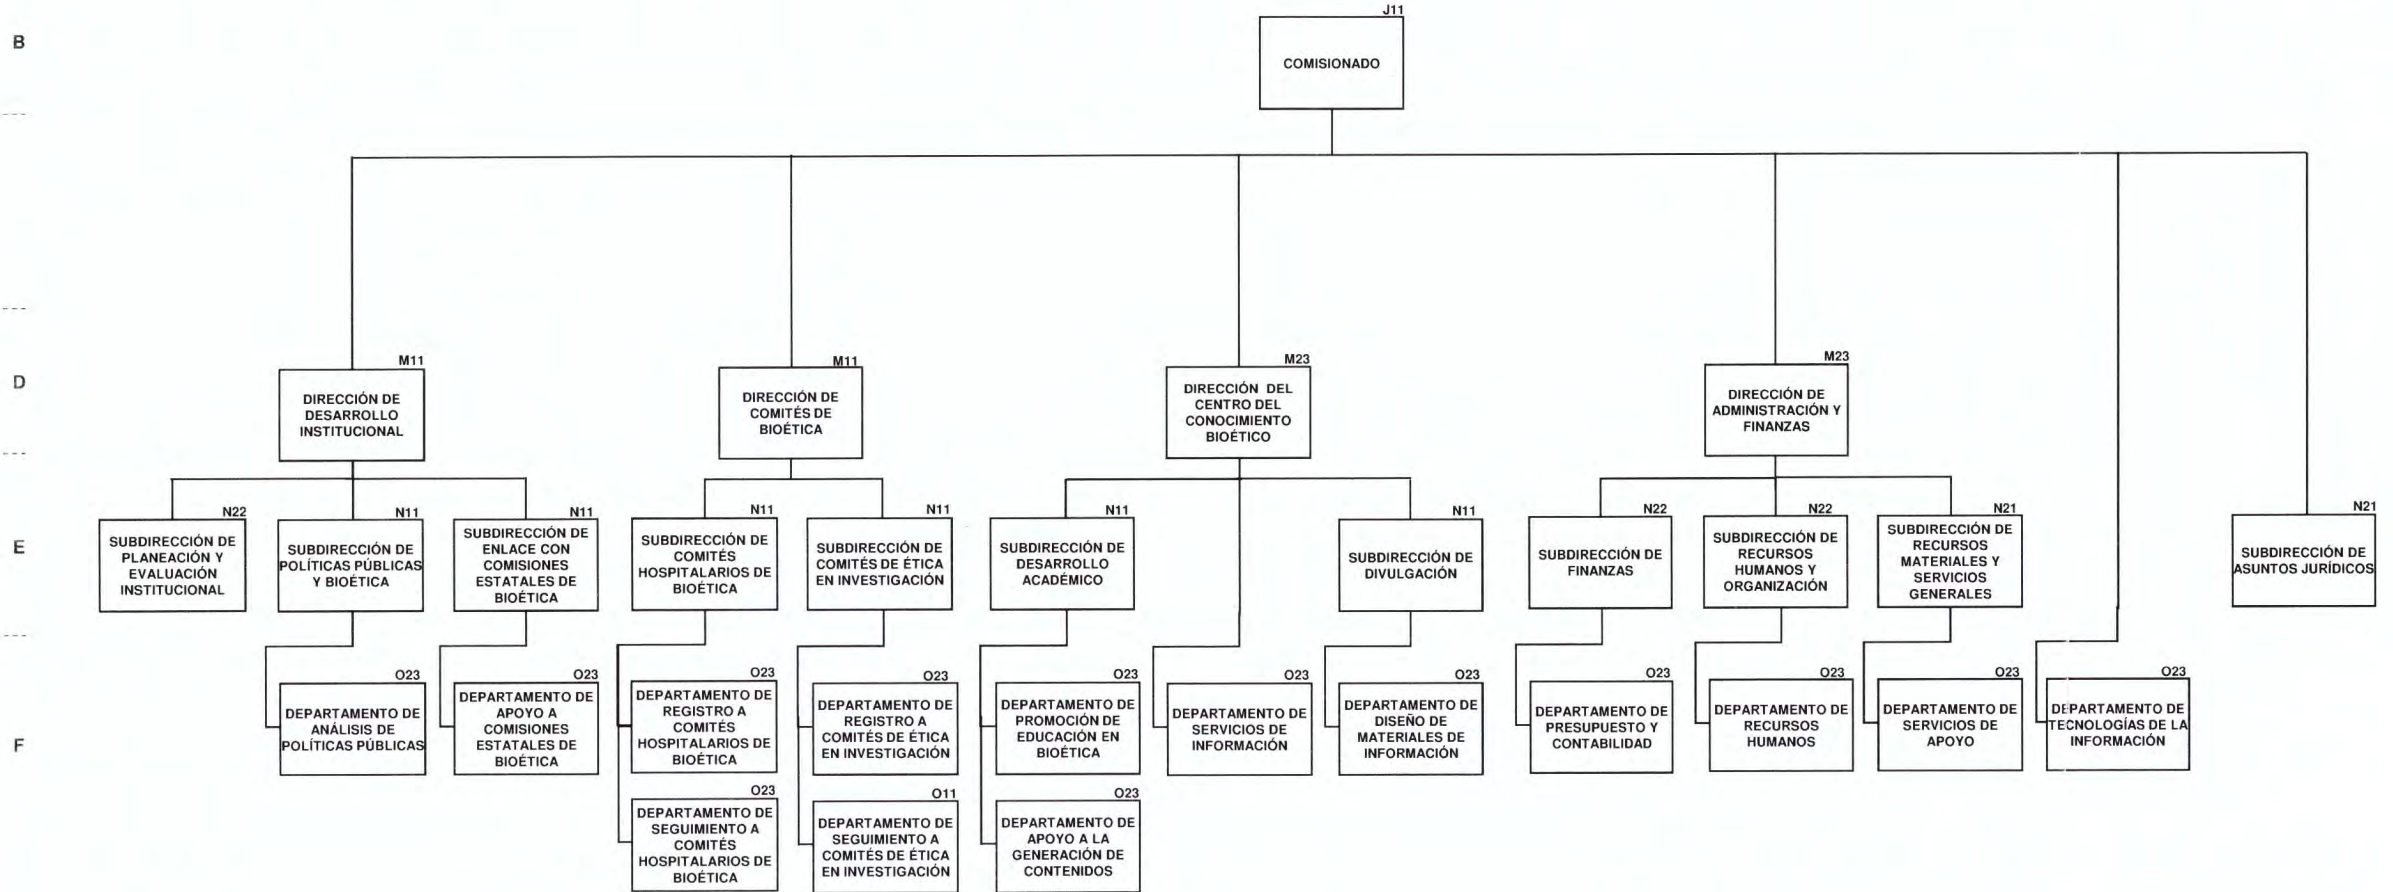 B
J11
COMISIONADO
D
M11
DIRECCIÓN DE
DESARROLLO
INSTITUCIONAL
M11
DIRECCIÓN DE
COMITÉS DE
BIOÉTICA
M23
DIRECCIÓN DEL
CENTRO DEL
CONOCIMIENTO
BIOÉTICO
M23
DIRECCIÓN DE
ADMINISTRACIÓN Y
FINANZAS
E
N22
SUBDIRECCIÓN DE
PLANEACIÓN Y
EVALUACIÓN
INSTITUCIONAL
N11
SUBDIRECCIÓN DE
POLÍTICAS PÚBLICAS
Y BIOÉTICA
N11
SUBDIRECCIÓN DE
ENLACE CON
COMISIONES
ESTATALES DE
BIOÉTICA
N11
SUBDIRECCIÓN DE
COMITÉS
HOSPITALARIOS DE
BIOÉTICA
N11
SUBDIRECCIÓN DE
COMITÉS DE ÉTICA
EN INVESTIGACIÓN
N11
SUBDIRECCIÓN DE
DESARROLLO
ACADÉMICO
N11
SUBDIRECCIÓN DE
DIVULGACIÓN
N22
SUBDIRECCIÓN DE
FINANZAS
N22
SUBDIRECCIÓN DE
RECURSOS
HUMANOS Y
ORGANIZACIÓN
N21
SUBDIRECCIÓN DE
RECURSOS
MATERIALES Y
SERVICIOS
GENERALES
N21
SUBDIRECCIÓN DE
ASUNTOS JURÍDICOS
F
O23
DEPARTAMENTO DE
ANÁLISIS DE
POLÍTICAS PÚBLICAS
O23
DEPARTAMENTO DE
APOYO A
COMISIONES
ESTATALES DE
BIOÉTICA
O23
DEPARTAMENTO DE
REGISTRO A
COMITÉS
HOSPITALARIOS DE
BIOÉTICA
O23
DEPARTAMENTO DE
REGISTRO A
COMITÉS DE ÉTICA
EN INVESTIGACIÓN
O23
DEPARTAMENTO DE
PROMOCIÓN DE
EDUCACIÓN EN
BIOÉTICA
O23
DEPARTAMENTO DE
SERVICIOS DE
INFORMACIÓN
O23
DEPARTAMENTO DE
DISEÑO DE
MATERIALES DE
INFORMACIÓN
O23
DEPARTAMENTO DE
PRESUPUESTO Y
CONTABILIDAD
O23
DEPARTAMENTO DE
RECURSOS
HUMANOS
O23
DEPARTAMENTO DE
SERVICIOS DE
APOYO
O23
DEPARTAMENTO DE
TECNOLOGÍAS DE LA
INFORMACIÓN
O23
DEPARTAMENTO DE
SEGUIMIENTO A
COMITÉS
HOSPITALARIOS DE
BIOÉTICA
O11
DEPARTAMENTO DE
SEGUIMIENTO A
COMITÉS DE ÉTICA
EN INVESTIGACIÓN
O23
DEPARTAMENTO DE
APOYO A LA
GENERACIÓN DE
CONTENIDOS